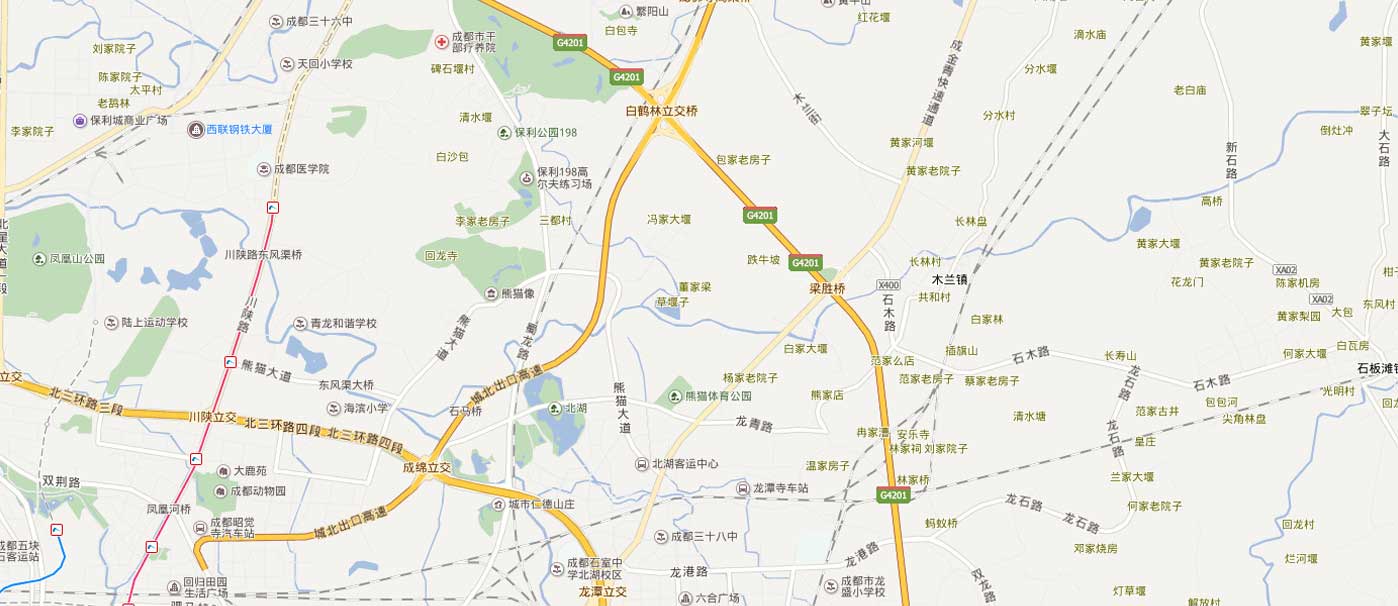 繁阳山
黄牛山
红花堰
成都三十六中
白包寺
滴水庙
刘家院子
成都市干
部疗养院
G4201
成金青快速通道
黄家堰
天回小学校
陈家院子
碑石堰村
分水堰
G4201
太平村
老鹊林
木兰街
老白庙
保利城商业广场
清水堰
白鹤林立交桥
分水村
翠子坛
李家院子
西联钢铁大厦
保利公园198
倒灶冲
黄家河堰
大石路
新石路
白沙包
包家老房子
成都医学院
保利198高
尔夫练习场
黄家老院子
高桥
李家老房子
三都村
冯家大堰
G4201
长林盘
北星大道一段
川陕路东风渠桥
回龙寺
黄家大堰
凤凰山公园
跌牛坡
G4201
长林村
黄家老院子
XA02
木兰镇
花龙门
陈家机房
熊猫像
董家梁
梁胜桥
X400
共和村
XA02
草堰子
石木路
东风村
川陕路
大包
陆上运动学校
青龙和谐学校
熊猫大道
蜀龙路
白家林
黄家梨园
白家大堰
插旗山
石木路
长寿山
何家大堰
白瓦房
范家么店
熊猫大道
城北出口高速
石板滩镇
杨家老院子
范家老房子
蔡家老房子
龙石路
石木路
东风渠大桥
北三环路三段
熊猫体育公园
熊家店
光明村
包包河
海滨小学
石马桥
北湖
熊猫大道
川陕立交
清水塘
范家古井
尖角林盘
北三环路四段
北三环路四段
龙青路
冉家漕
安乐寺
龙石路
皇庄
林家祠
刘家院子
成绵立交
北湖客运中心
温家房子
大鹿苑
双荆路
林家桥
兰家大堰
成都动物园
龙潭寺车站
G4201
龙石路
凤凰河桥
城市仁德山庄
何家老院子
成都昭觉
寺汽车站
城北出口高速
蚂蚁桥
龙石路
回龙村
成都三十八中
成都五块
石客运站
龙港路
邓家烧房
烂河堰
成都石室中
学北湖校区
龙港路
回归田园
生活广场
龙潭立交
成都市龙
盛小学校
双龙路
灯草堰
六合广场
解放村